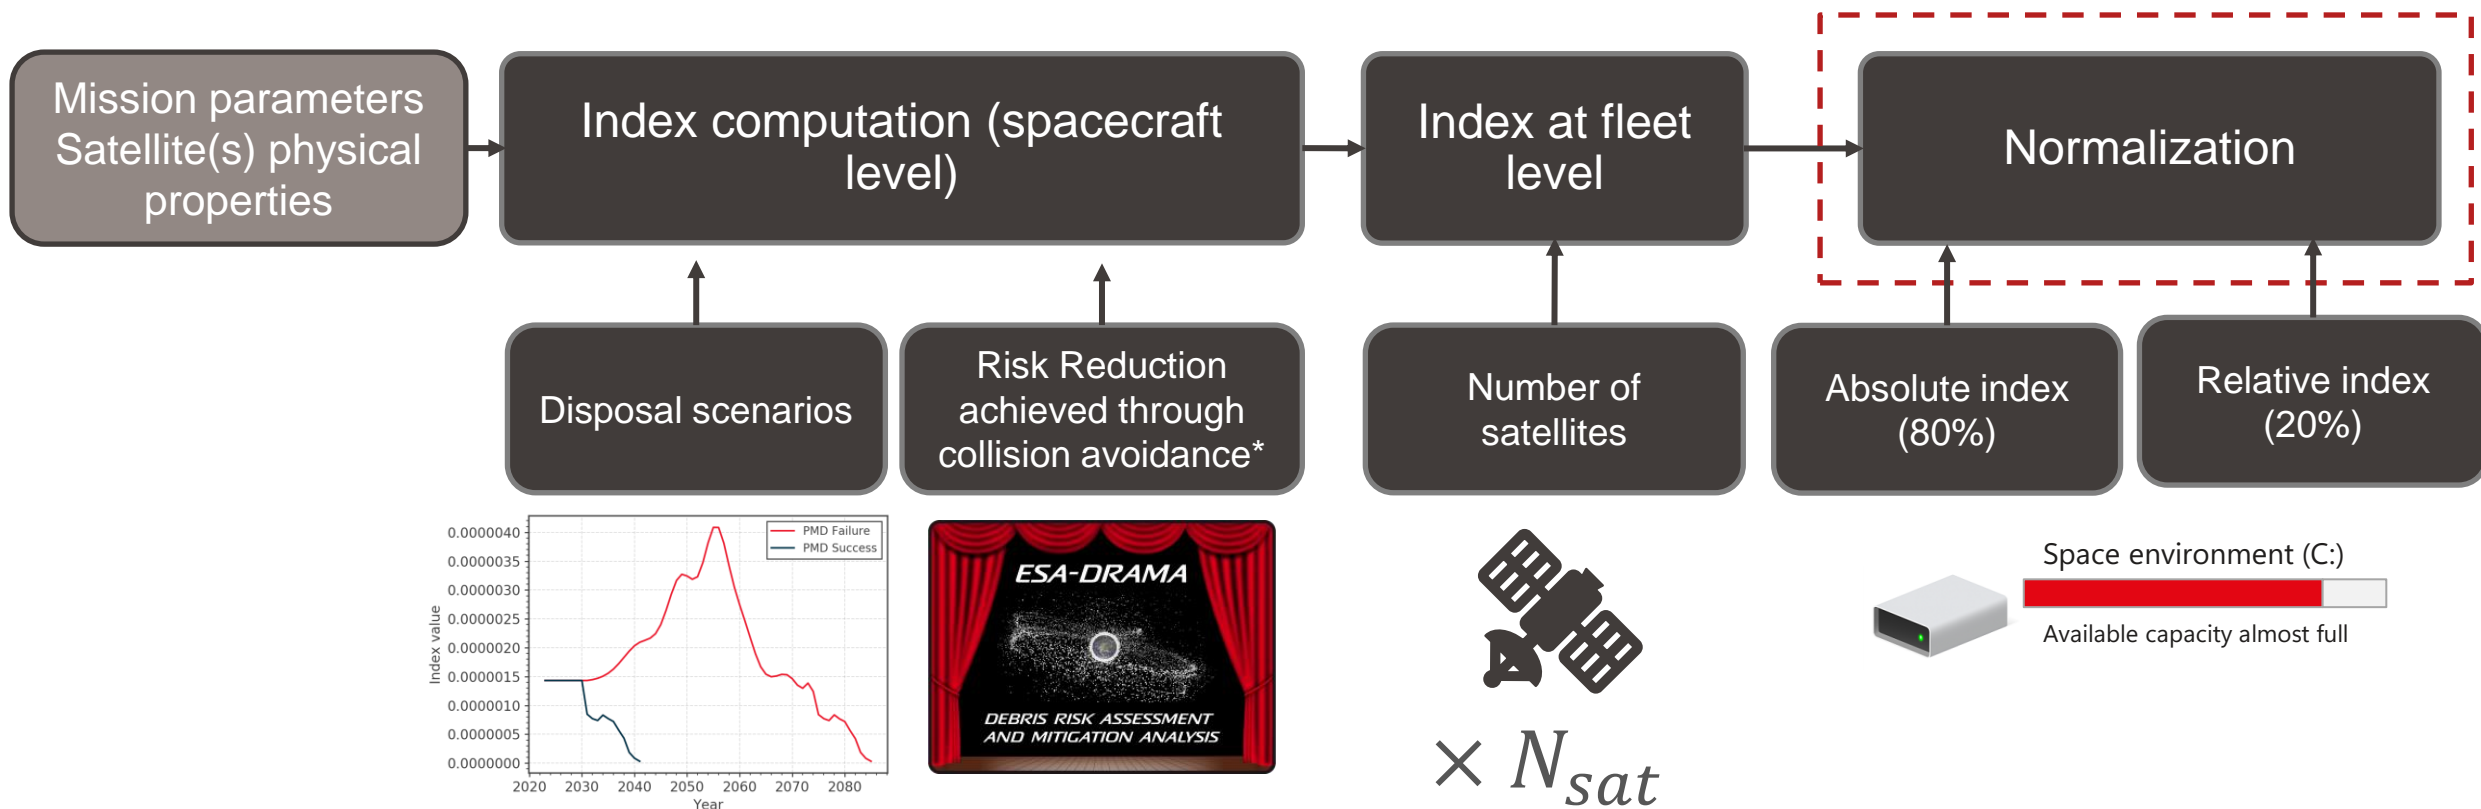 Mission parameters
Satellite(s) physical
properties
Index computation (spacecraft
level)
Index at fleet
level
Normalization
Disposal scenarios
Risk Reduction
achieved through
collision avoidance*
Number of
satellites
Absolute index
(80%)
Relative index
(20%)
PMD Failure
PMD Success
Index value
0.0000040
0.0000035
0.0000030
0.0000025
0.0000020
0.0000015
0.0000010
0.0000005
0.0000000
2020 2030 2040 2050 2060 2070 2080
Year
ESA-DRAMA
DEBRIS RISK ASSESSMENT
AND MITIGATION ANALYSIS
× N_sat
Space environment (C:)
Available capacity almost full